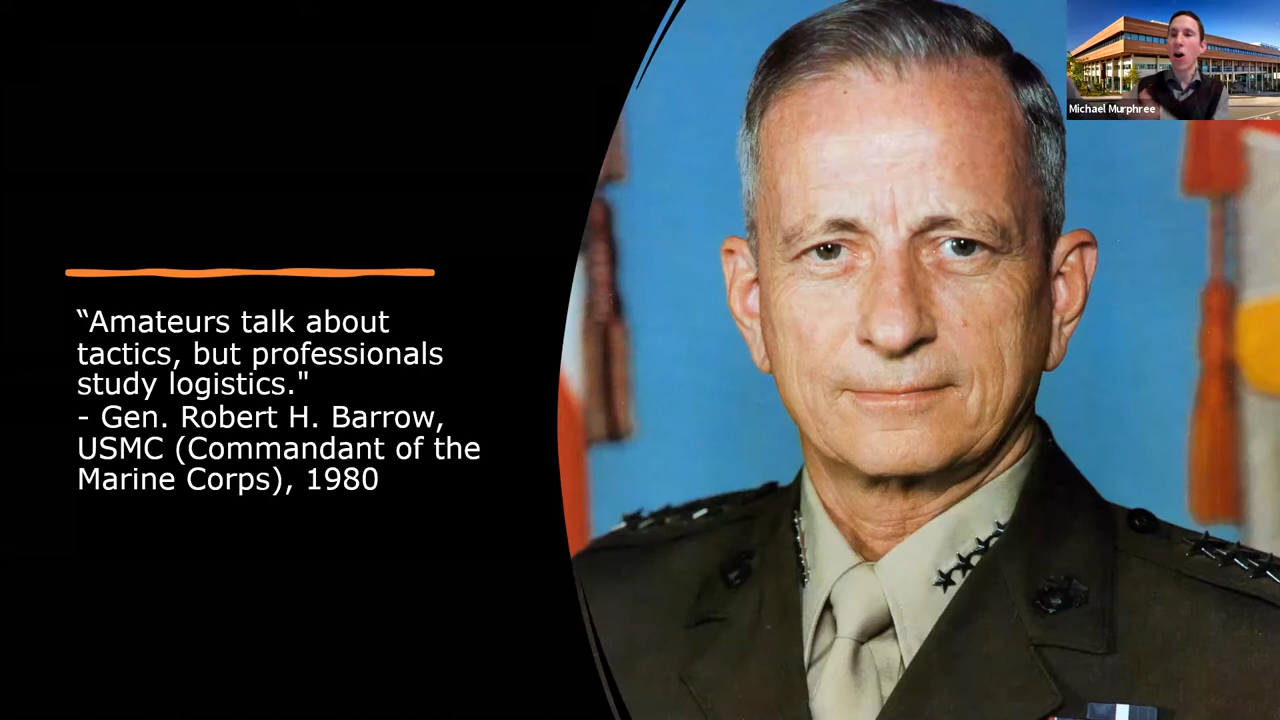 “Amateurs talk about
tactics, but professionals
study logistics."
- Gen. Robert H. Barrow,
USMC (Commandant of the
Marine Corps), 1980
Michael Murphree